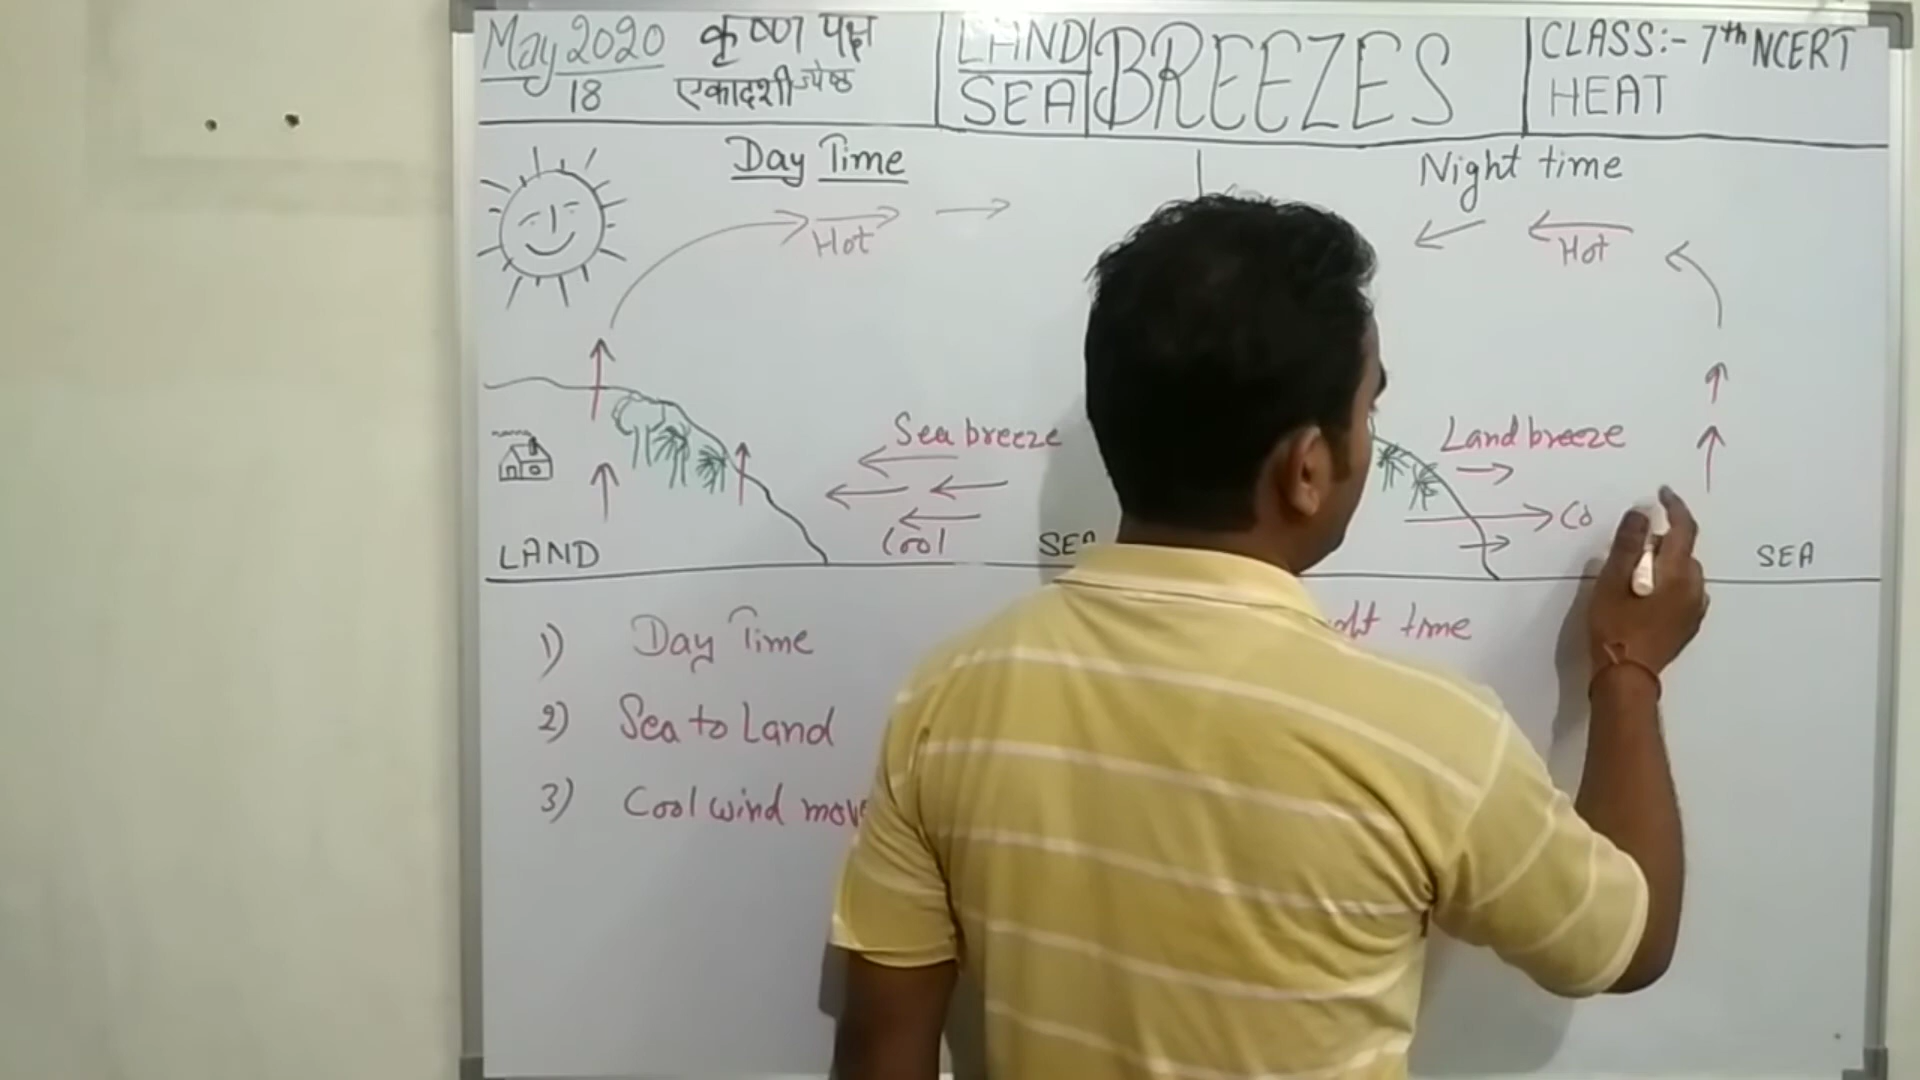 May 2020
18
कृष्ण पक्ष
एकादशी ज्येष्ठ
LAND
SEA
BREEZES
CLASS:- 7th NCERT
HEAT
Day Time
Hot
Sea breeze
Cool
LAND
SEA
Night time
Hot
Land breeze
Co
SEA
1) Day Time
2) Sea to Land
3) Cool wind move
time